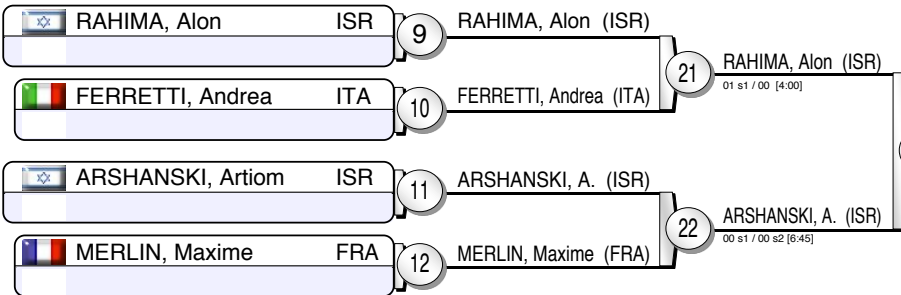 RAHIMA, Alon ISR
9
RAHIMA, Alon (ISR)
FERRETTI, Andrea ITA
10
FERRETTI, Andrea (ITA)
21
RAHIMA, Alon (ISR)
01 s1 / 00 [4:00]
ARSHANSKI, Artiom ISR
11
ARSHANSKI, A. (ISR)
MERLIN, Maxime FRA
12
MERLIN, Maxime (FRA)
22
ARSHANSKI, A. (ISR)
00 s1 / 00 s2 [6:45]